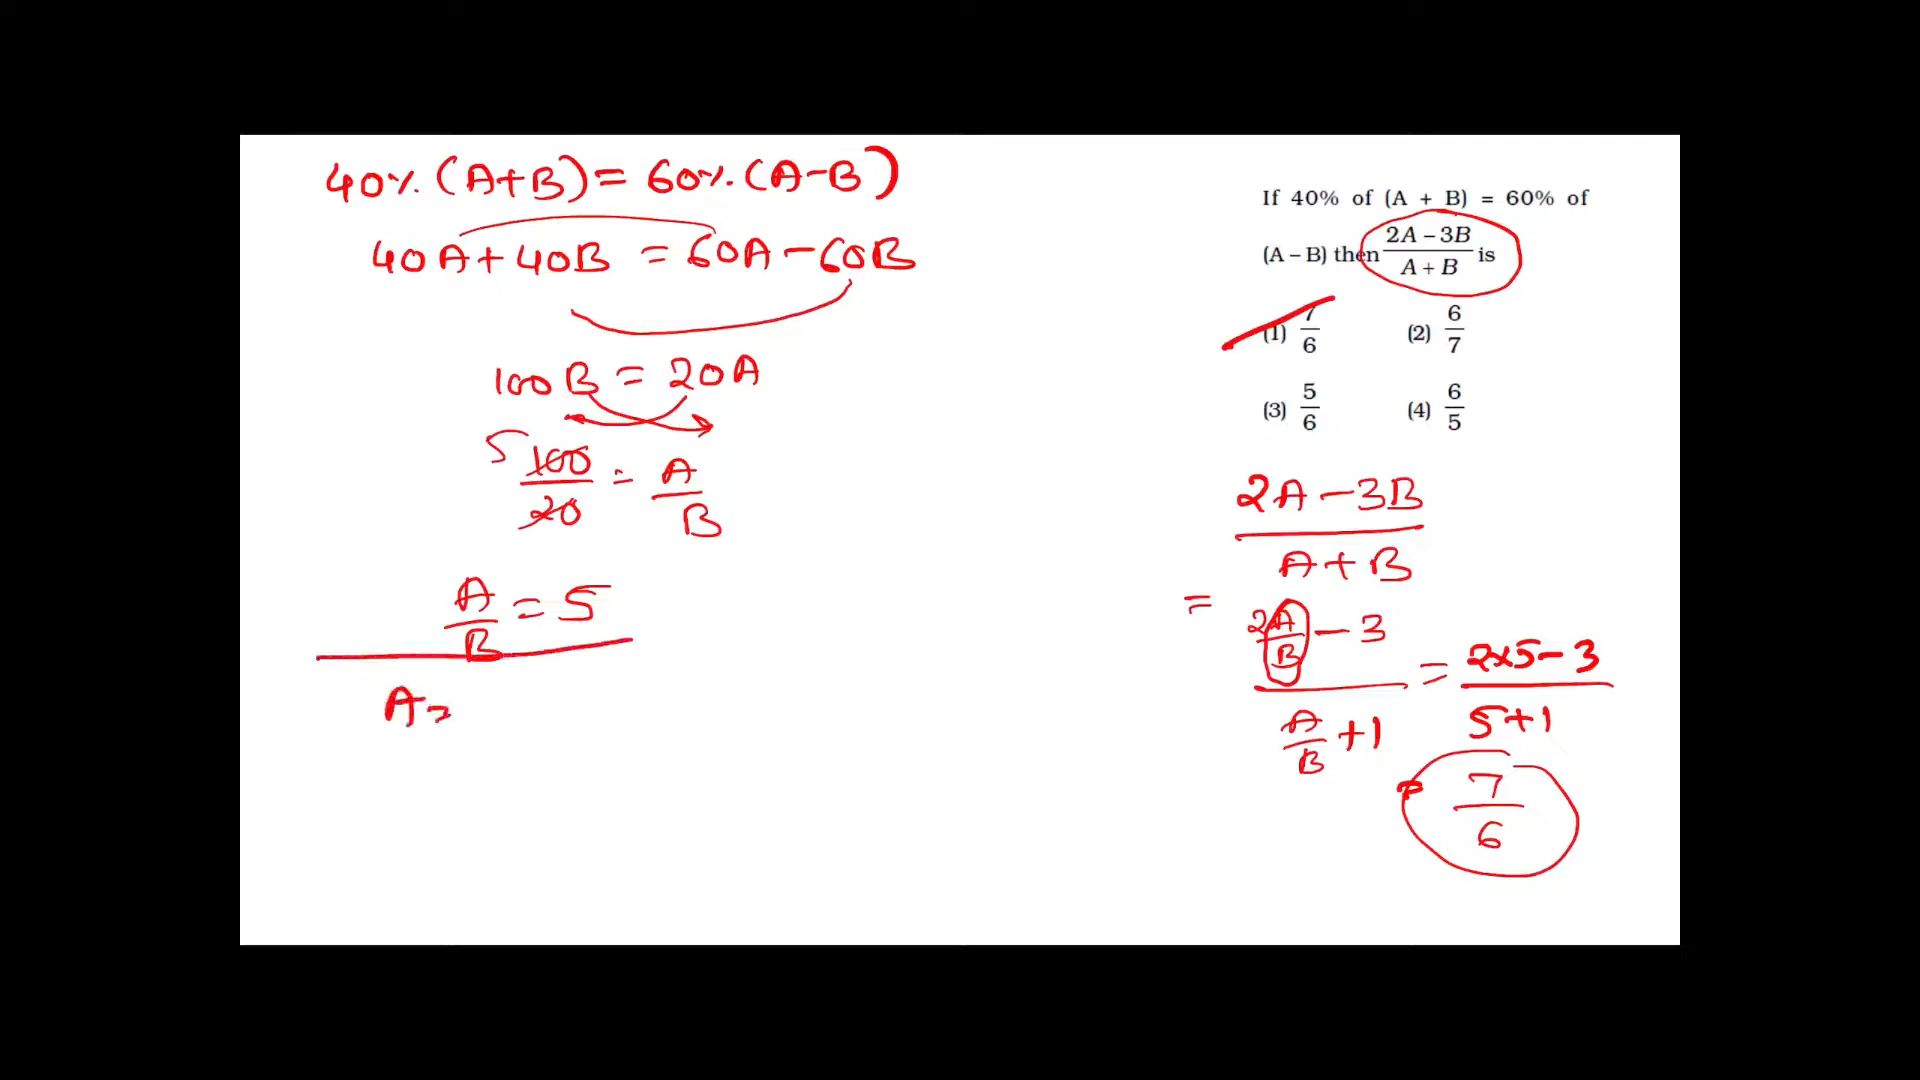 40%.(A+B)= 60%.(A-B)
40A+40B = 60A-60B
100B = 20A
5 100/20 = A/B
A/B = 5
A=
If 40% of (A + B) = 60% of
(A – B) then (2A – 3B)/(A + B) is
(1) 7/6 (2) 6/7
(3) 5/6 (4) 6/5
2A-3B
A+B
= (2A/B - 3)/(A/B + 1) = (2×5-3)/(5+1)
= 7/6